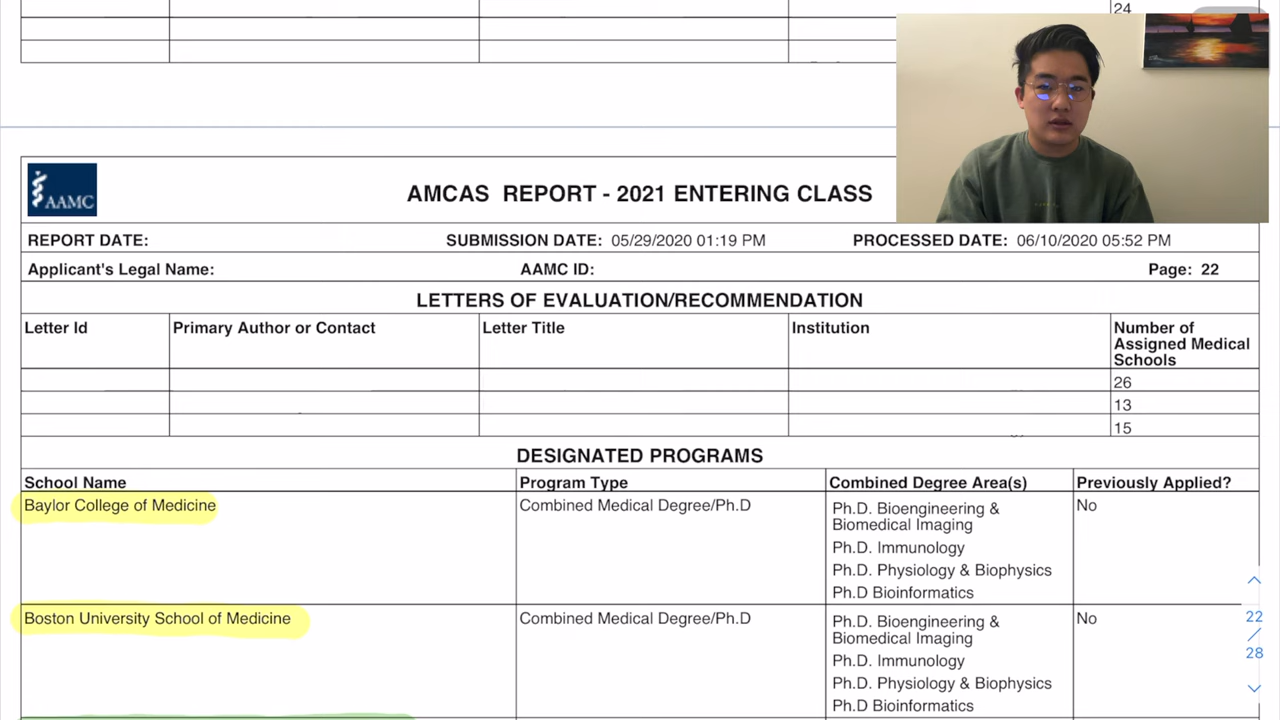 24
AAMC
AMCAS REPORT - 2021 ENTERING CLASS
REPORT DATE: SUBMISSION DATE: 05/29/2020 01:19 PM PROCESSED DATE: 06/10/2020 05:52 PM
Applicant's Legal Name: AAMC ID: Page: 22
LETTERS OF EVALUATION/RECOMMENDATION
Letter Id Primary Author or Contact Letter Title Institution Number of
Assigned Medical
Schools
26
13
15
DESIGNATED PROGRAMS
School Name Program Type Combined Degree Area(s) Previously Applied?
Baylor College of Medicine Combined Medical Degree/Ph.D Ph.D. Bioengineering & No
Biomedical Imaging
Ph.D. Immunology
Ph.D. Physiology & Biophysics
Ph.D Bioinformatics
Boston University School of Medicine Combined Medical Degree/Ph.D Ph.D. Bioengineering & No
Biomedical Imaging
Ph.D. Immunology
Ph.D. Physiology & Biophysics
Ph.D Bioinformatics
22
/
28